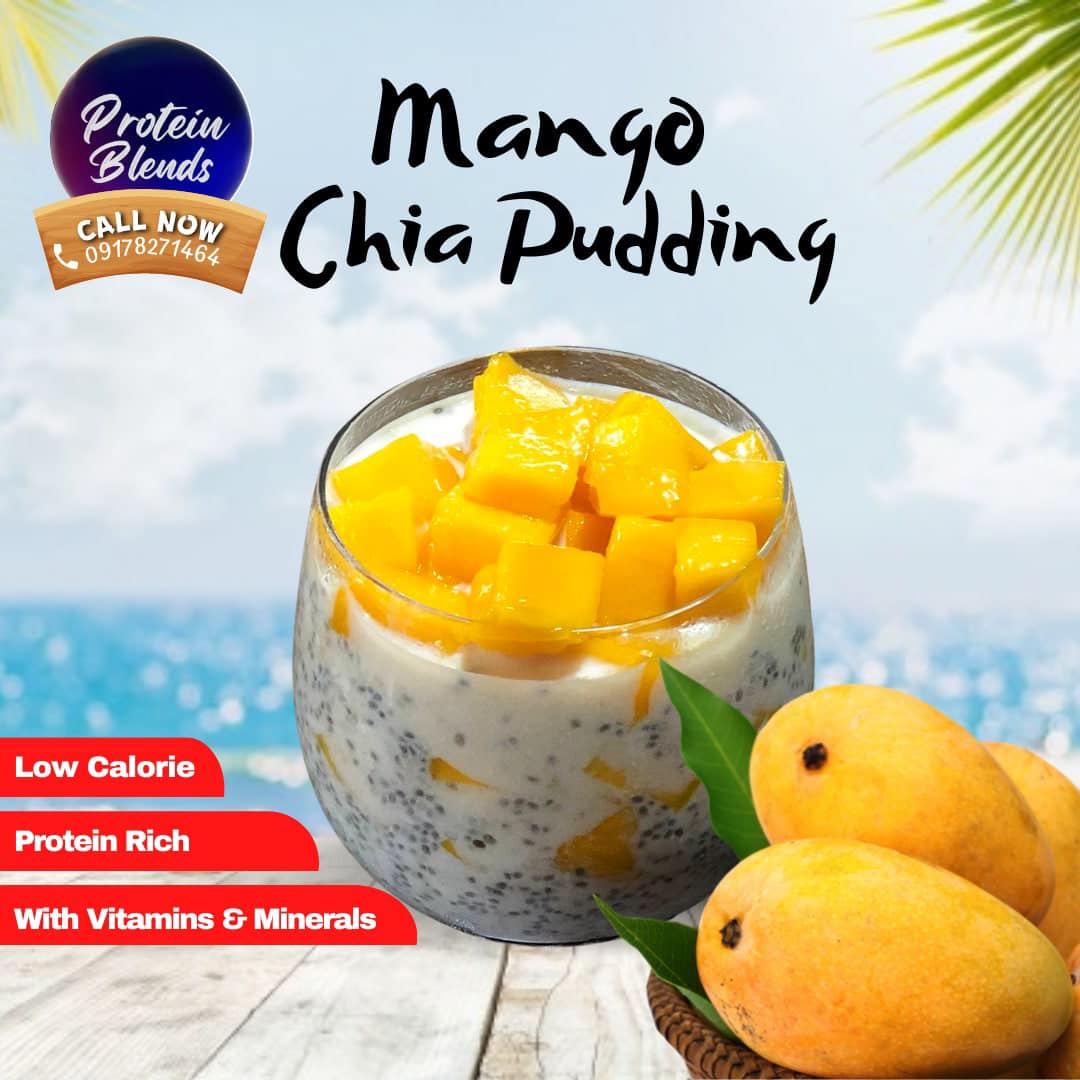 Protein
Blends
CALL NOW
09178271464
Mango
Chia Pudding
Low Calorie
Protein Rich
With Vitamins & Minerals